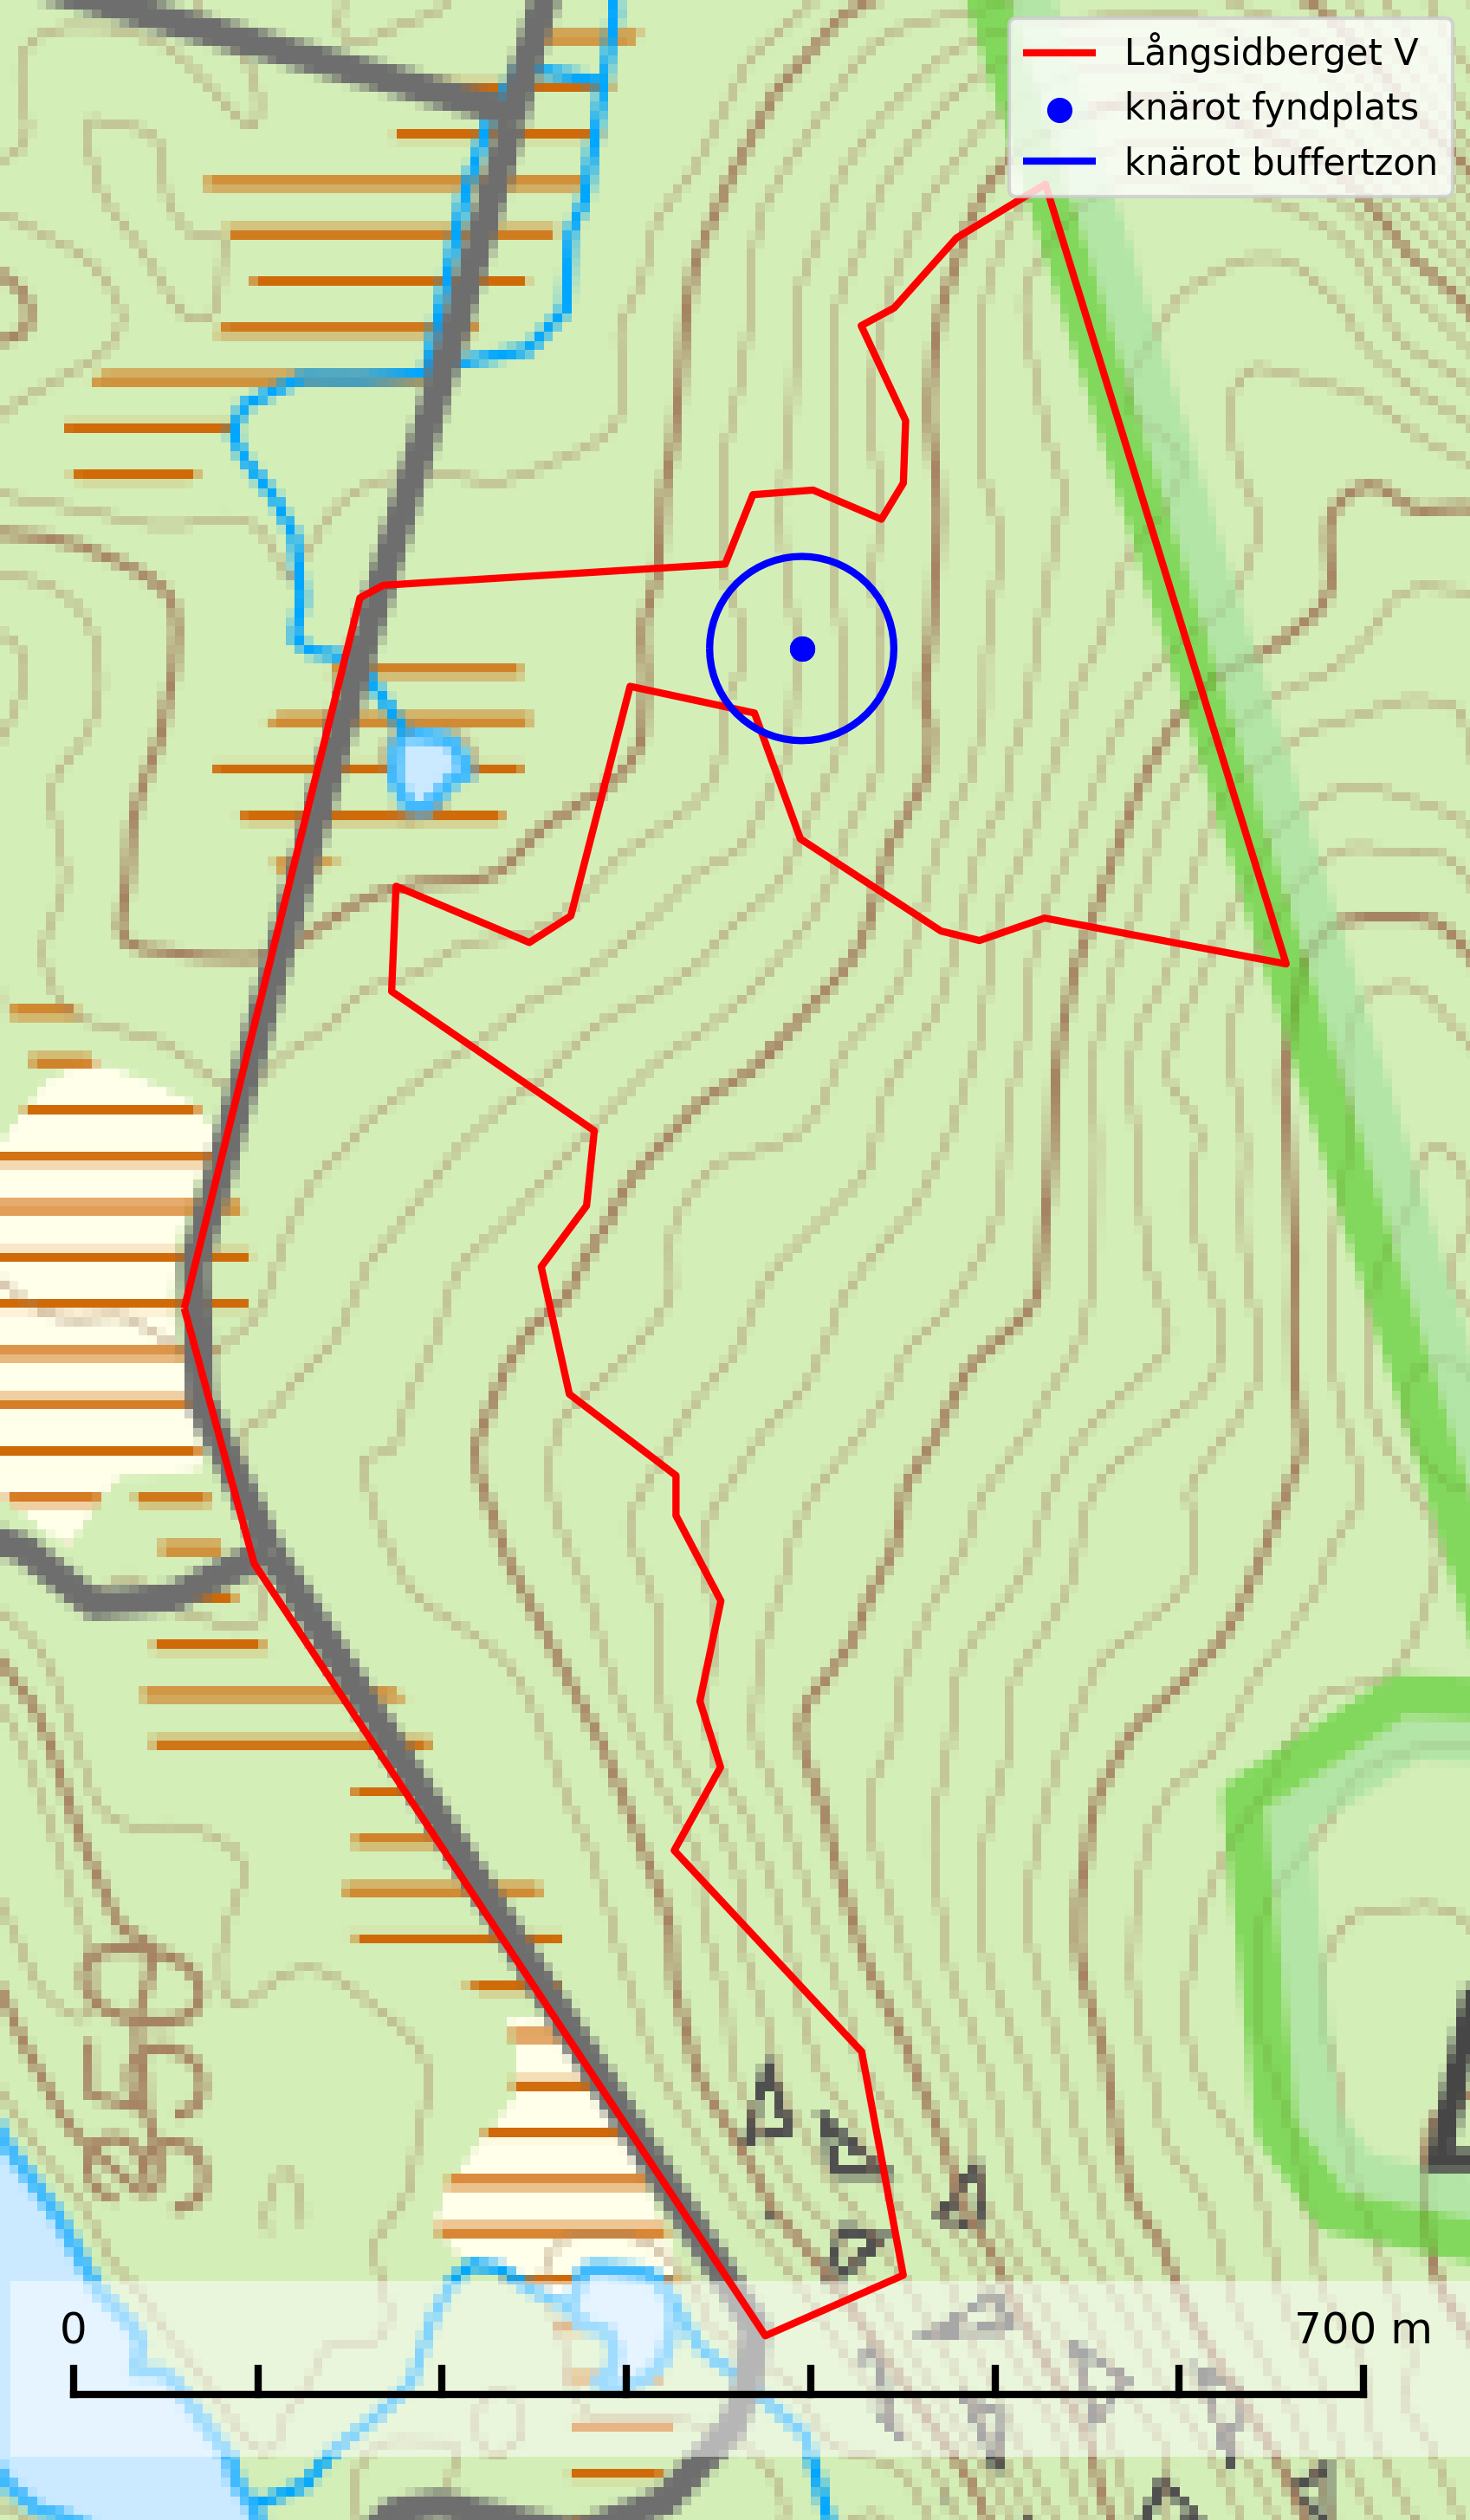 Långsidberget V
knärot fyndplats
knärot buffertzon
0
700 m